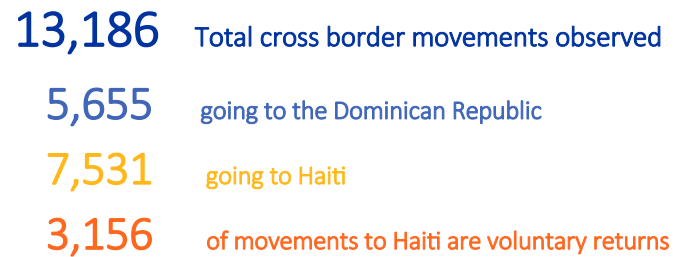 13,186 Total cross border movements observed
5,655 going to the Dominican Republic
7,531 going to Haiti
3,156 of movements to Haiti are voluntary returns